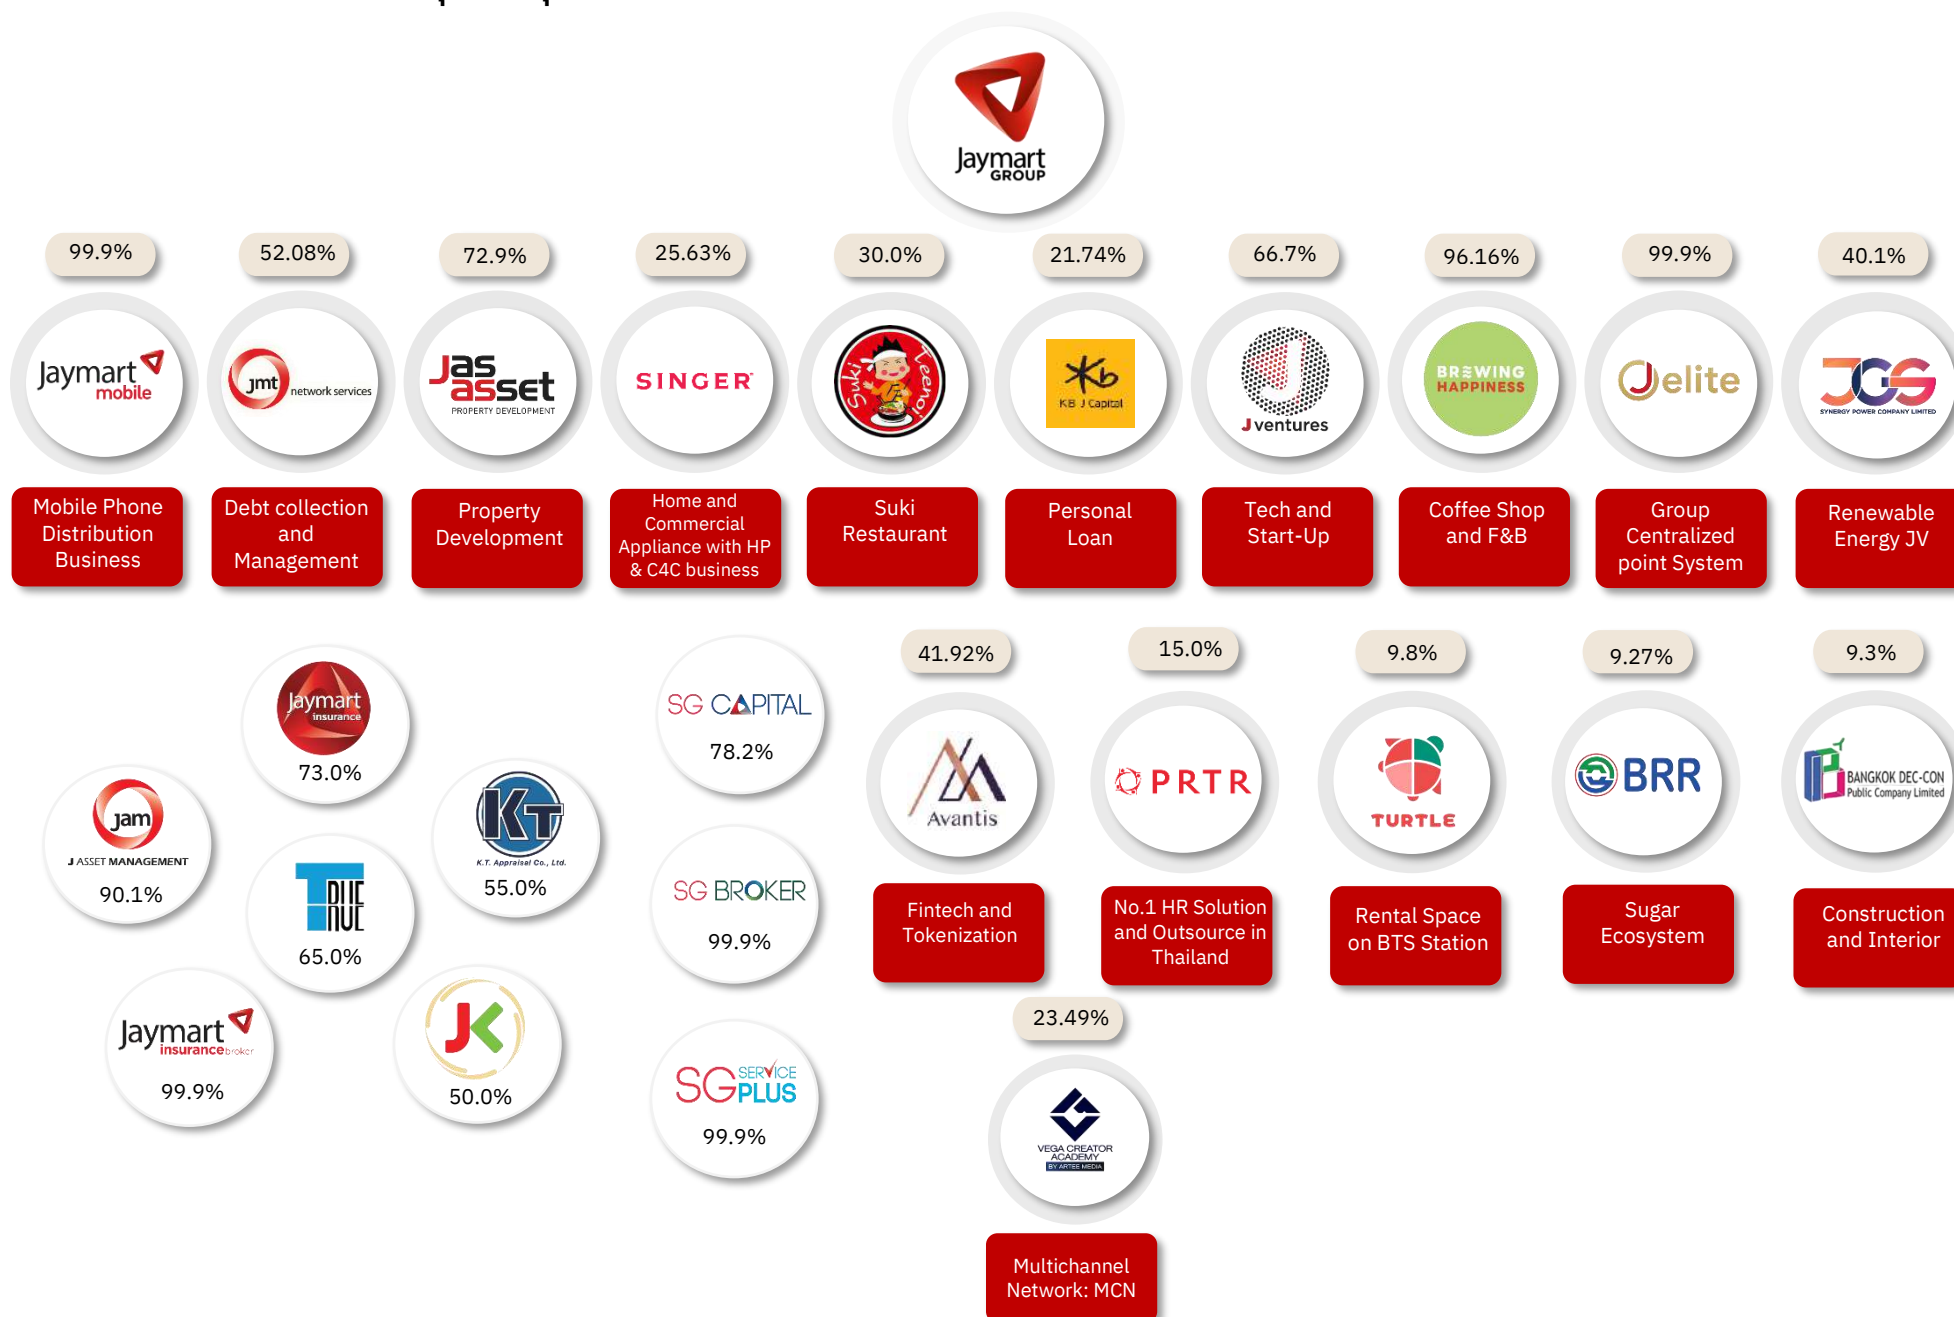 Jaymart
GROUP
99.9%
52.08%
72.9%
25.63%
30.0%
21.74%
66.7%
96.16%
99.9%
40.1%
Jaymart
mobile
jmt
network services
Jas
asset
PROPERTY DEVELOPMENT
SINGER
Suki
Teenoi
Kb
KB J Capital
J ventures
BREWING
HAPPINESS
Jelite
JGS
SYNERGY POWER COMPANY LIMITED
Mobile Phone
Distribution
Business
Debt collection
and
Management
Property
Development
Home and
Commercial
Appliance with HP
& C4C business
Suki
Restaurant
Personal
Loan
Tech and
Start-Up
Coffee Shop
and F&B
Group
Centralized
point System
Renewable
Energy JV
Jaymart
insurance
73.0%
jam
J ASSET MANAGEMENT
90.1%
KT
K.T. Appraisal Co., Ltd.
55.0%
65.0%
Jaymart
insurance broker
99.9%
JK
50.0%
SG CAPITAL
78.2%
SG BROKER
99.9%
SG SERVICE
PLUS
99.9%
41.92%
15.0%
9.8%
9.27%
9.3%
Avantis
PRTR
TURTLE
BRR
BANGKOK DEC-CON
Public Company Limited
Fintech and
Tokenization
No.1 HR Solution
and Outsource in
Thailand
Rental Space
on BTS Station
Sugar
Ecosystem
Construction
and Interior
23.49%
VEGA CREATOR
ACADEMY
BY ARTEE MEDIA
Multichannel
Network: MCN